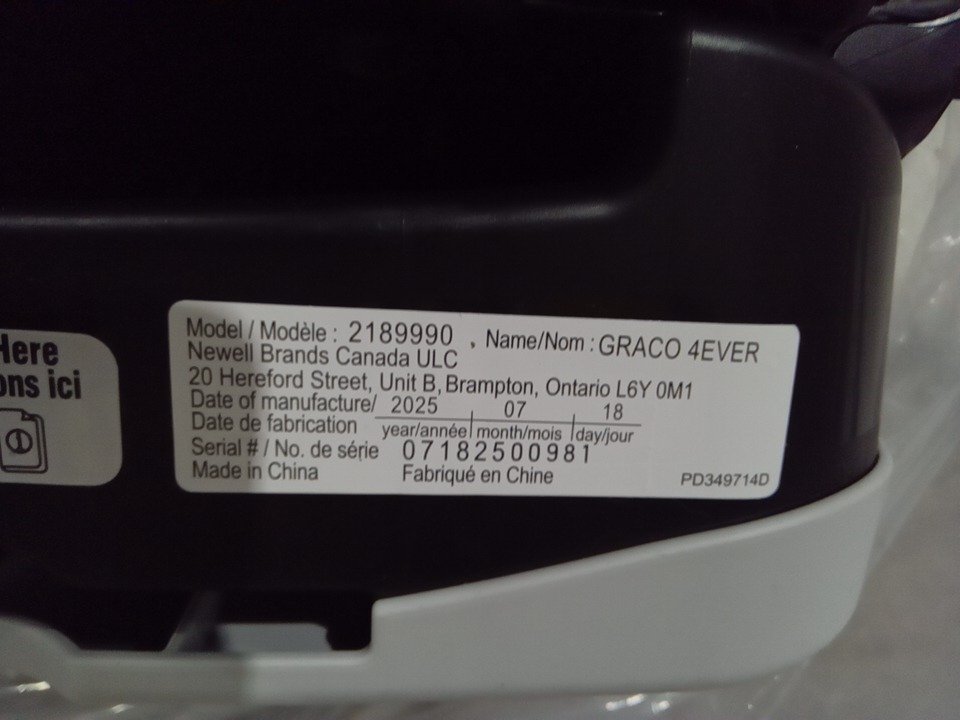 Here
ons ici
Model / Modèle : 2189990 , Name/Nom : GRACO 4EVER
Newell Brands Canada ULC
20 Hereford Street, Unit B, Brampton, Ontario L6Y 0M1
Date of manufacture/ 2025 07 18
Date de fabrication year/année month/mois day/jour
Serial # / No. de série 07182500981
Made in China Fabriqué en Chine PD349714D